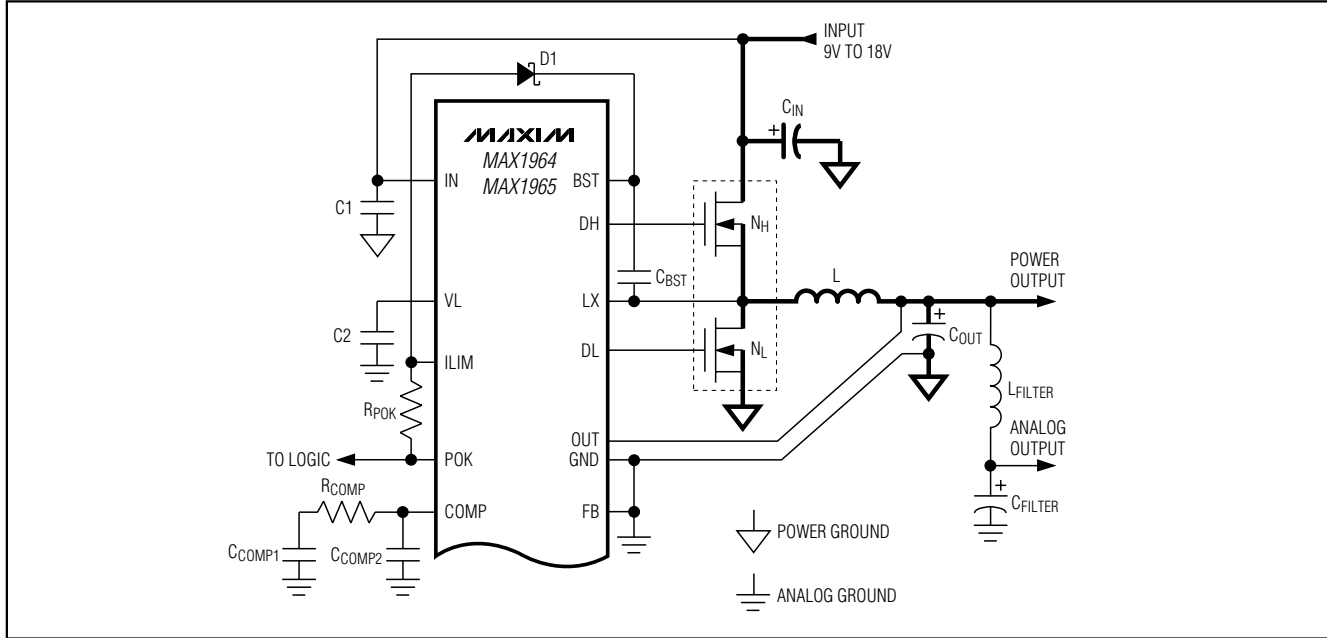 INPUT
9V TO 18V
D1
CIN
+
MAXIM
MAX1964
MAX1965
IN
BST
C1
DH
NH
CBST
L
POWER
OUTPUT
VL
LX
+
COUT
C2
DL
NL
ILIM
LFILTER
RPOK
OUT
ANALOG
OUTPUT
TO LOGIC
POK
GND
RCOMP
+
CFILTER
COMP
FB
POWER GROUND
CCOMP1
CCOMP2
ANALOG GROUND